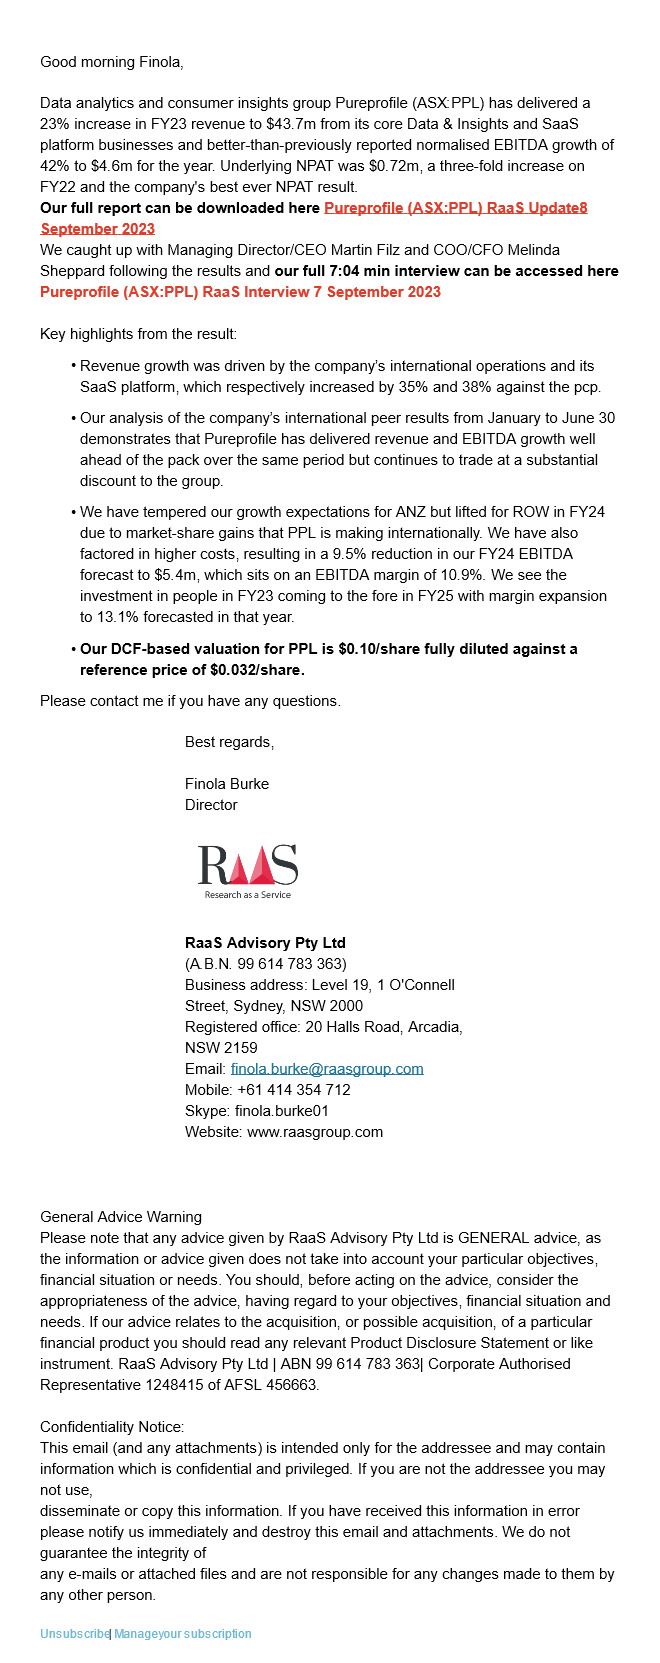 Good morning Finola,
Data analytics and consumer insights group Pureprofile (ASX:PPL) has delivered a
23% increase in FY23 revenue to $43.7m from its core Data & Insights and SaaS
platform businesses and better-than-previously reported normalised EBITDA growth of
42% to $4.6m for the year. Underlying NPAT was $0.72m, a three-fold increase on
FY22 and the company's best ever NPAT result.
Our full report can be downloaded here Pureprofile (ASX:PPL) RaaS Update8
September 2023
We caught up with Managing Director/CEO Martin Filz and COO/CFO Melinda
Sheppard following the results and our full 7:04 min interview can be accessed here
Pureprofile (ASX:PPL) RaaS Interview 7 September 2023
Key highlights from the result:
• Revenue growth was driven by the company's international operations and its
SaaS platform, which respectively increased by 35% and 38% against the pcp.
• Our analysis of the company's international peer results from January to June 30
demonstrates that Pureprofile has delivered revenue and EBITDA growth well
ahead of the pack over the same period but continues to trade at a substantial
discount to the group.
• We have tempered our growth expectations for ANZ but lifted for ROW in FY24
due to market-share gains that PPL is making internationally. We have also
factored in higher costs, resulting in a 9.5% reduction in our FY24 EBITDA
forecast to $5.4m, which sits on an EBITDA margin of 10.9%. We see the
investment in people in FY23 coming to the fore in FY25 with margin expansion
to 13.1% forecasted in that year.
• Our DCF-based valuation for PPL is $0.10/share fully diluted against a
reference price of $0.032/share.
Please contact me if you have any questions.
Best regards,
Finola Burke
Director
RaaS
Research as a Service
RaaS Advisory Pty Ltd
(A.B.N. 99 614 783 363)
Business address: Level 19, 1 O'Connell
Street, Sydney, NSW 2000
Registered office: 20 Halls Road, Arcadia,
NSW 2159
Email: finola.burke@raasgroup.com
Mobile: +61 414 354 712
Skype: finola.burke01
Website: www.raasgroup.com
General Advice Warning
Please note that any advice given by RaaS Advisory Pty Ltd is GENERAL advice, as
the information or advice given does not take into account your particular objectives,
financial situation or needs. You should, before acting on the advice, consider the
appropriateness of the advice, having regard to your objectives, financial situation and
needs. If our advice relates to the acquisition, or possible acquisition, of a particular
financial product you should read any relevant Product Disclosure Statement or like
instrument. RaaS Advisory Pty Ltd | ABN 99 614 783 363| Corporate Authorised
Representative 1248415 of AFSL 456663.
Confidentiality Notice:
This email (and any attachments) is intended only for the addressee and may contain
information which is confidential and privileged. If you are not the addressee you may
not use,
disseminate or copy this information. If you have received this information in error
please notify us immediately and destroy this email and attachments. We do not
guarantee the integrity of
any e-mails or attached files and are not responsible for any changes made to them by
any other person.
Unsubscribe| Manageyour subscription